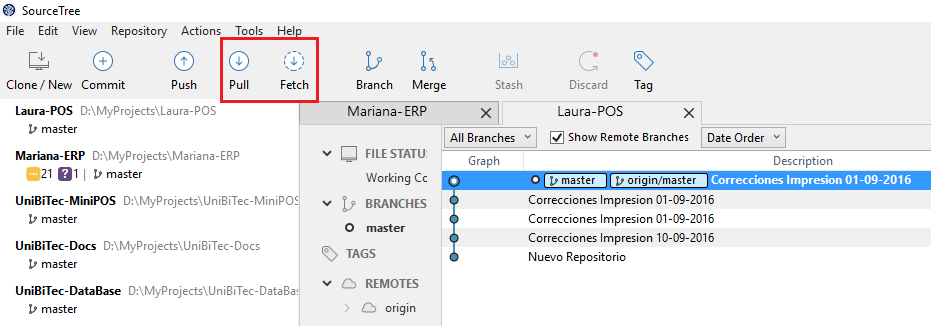 SourceTree
File Edit View Repository Actions Tools Help
Clone / New Commit Push Pull Fetch Branch Merge Stash Discard Tag
Laura-POS D:\MyProjects\Laura-POS
master
Mariana-ERP D:\MyProjects\Mariana-ERP
21 ? 1 | master
UniBiTec-MiniPOS D:\MyProjects\UniBiTec-MiniPOS
master
UniBiTec-Docs D:\MyProjects\UniBiTec-Docs
master
UniBiTec-DataBase D:\MyProjects\UniBiTec-DataBas
master
Mariana-ERP
Laura-POS
FILE STATUS
Working Co
BRANCHES
master
TAGS
REMOTES
origin
All Branches Show Remote Branches Date Order
Graph Description
master origin/master Correcciones Impresion 01-09-2016
Correcciones Impresion 01-09-2016
Correcciones Impresion 01-09-2016
Correcciones Impresion 10-09-2016
Nuevo Repositorio